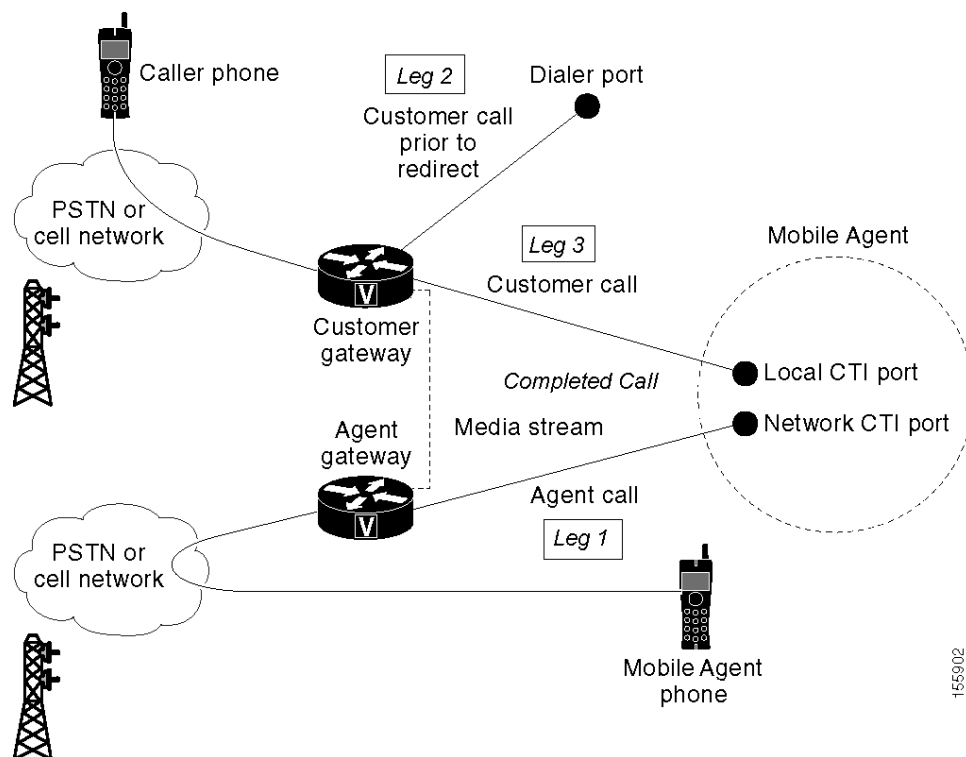 Caller phone
Leg 2
Customer call
prior to
redirect
Dialer port
PSTN or
cell network
Leg 3
Customer call
Mobile Agent
V
Customer
gateway
Completed Call
Local CTI port
Network CTI port
Media stream
Agent
gateway
V
Agent call
Leg 1
PSTN or
cell network
Mobile Agent
phone
155902